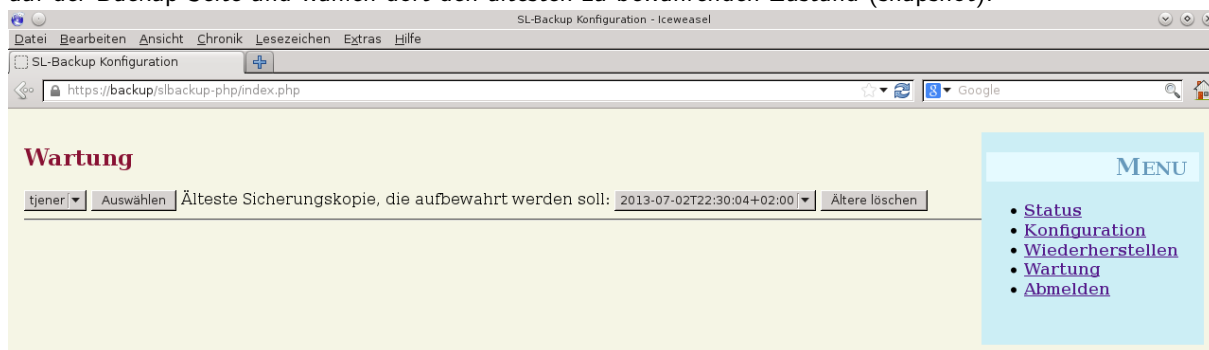 auf der Backup-Seite und wählen dort den ältesten zu bewahrenden Zustand (snapshot).
SL-Backup Konfiguration - Iceweasel
Datei Bearbeiten Ansicht Chronik Lesezeichen Extras Hilfe
SL-Backup Konfiguration
https://backup/slbackup-php/index.php
Google
Wartung
tjener Auswählen Älteste Sicherungskopie, die aufbewahrt werden soll: 2013-07-02T22:30:04+02:00 Ältere löschen
MENU
Status
Konfiguration
Wiederherstellen
Wartung
Abmelden